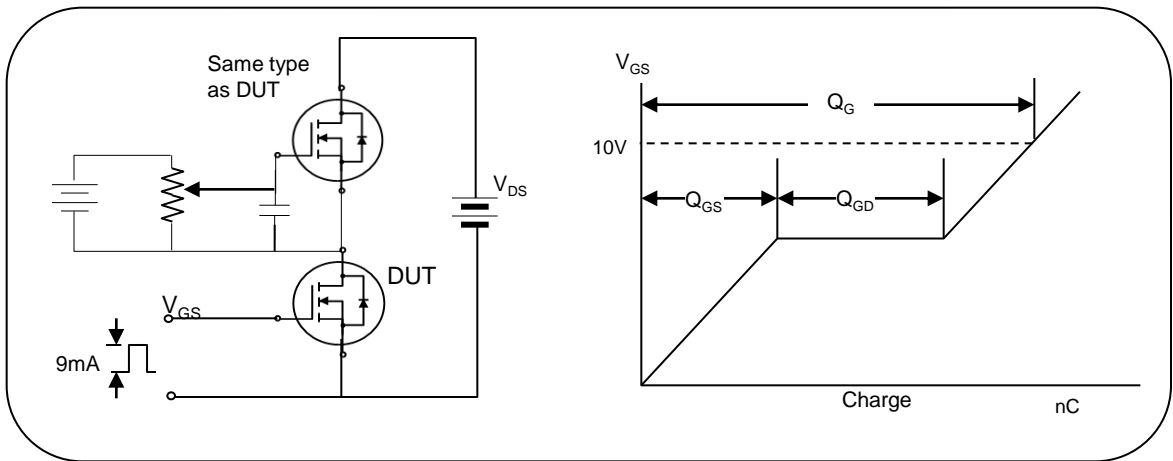 Same type
as DUT
V_DS
DUT
V_GS
9mA
V_GS
Q_G
10V
Q_GS
Q_GD
Charge
nC